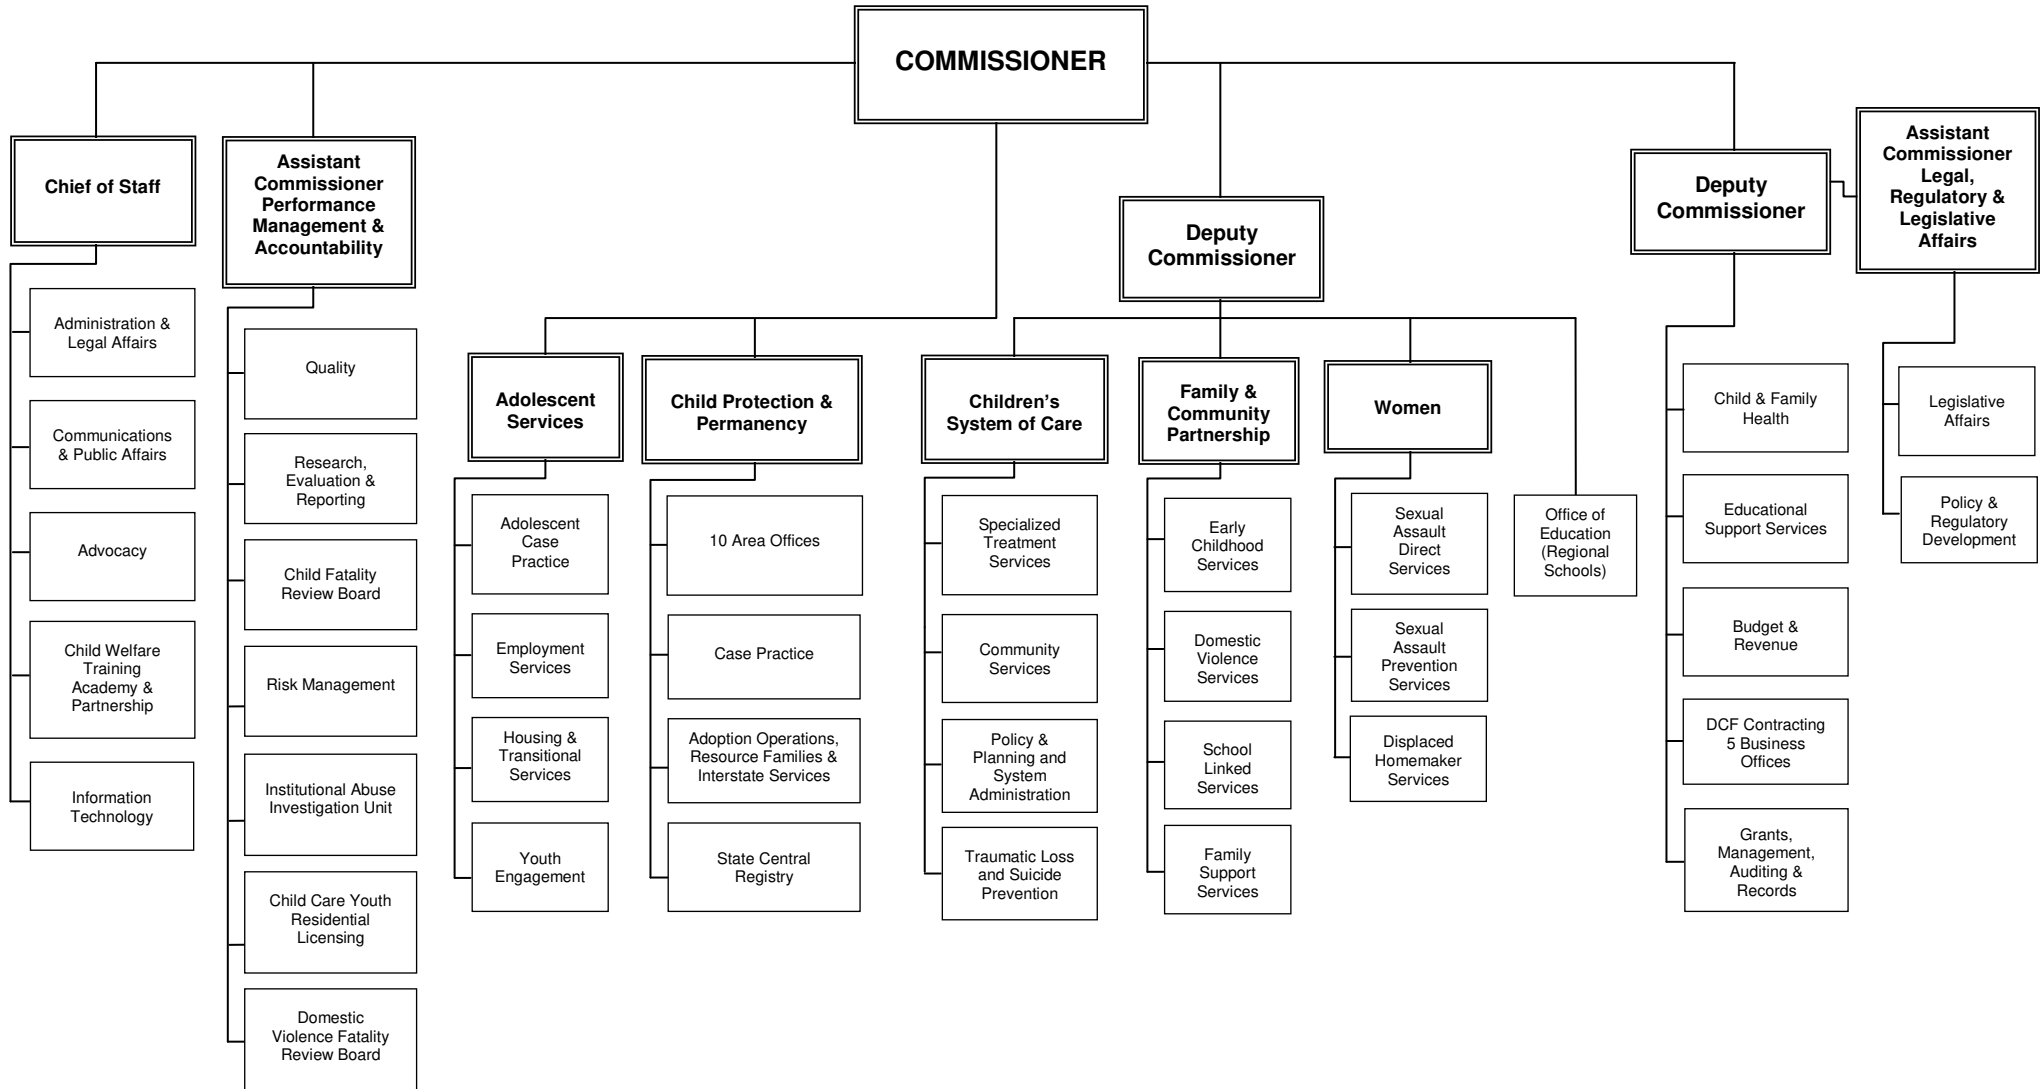 COMMISSIONER
Chief of Staff
Administration &
Legal Affairs
Communications
& Public Affairs
Advocacy
Child Welfare
Training
Academy &
Partnership
Information
Technology
Assistant
Commissioner
Performance
Management &
Accountability
Quality
Research,
Evaluation &
Reporting
Child Fatality
Review Board
Risk Management
Institutional Abuse
Investigation Unit
Child Care Youth
Residential
Licensing
Domestic
Violence Fatality
Review Board
Adolescent
Services
Adolescent
Case
Practice
Employment
Services
Housing &
Transitional
Services
Youth
Engagement
Child Protection &
Permanency
10 Area Offices
Case Practice
Adoption Operations,
Resource Families &
Interstate Services
State Central
Registry
Deputy
Commissioner
Children's
System of Care
Specialized
Treatment
Services
Community
Services
Policy &
Planning and
System
Administration
Traumatic Loss
and Suicide
Prevention
Family &
Community
Partnership
Early
Childhood
Services
Domestic
Violence
Services
School
Linked
Services
Family
Support
Services
Women
Sexual
Assault
Direct
Services
Sexual
Assault
Prevention
Services
Displaced
Homemaker
Services
Office of
Education
(Regional
Schools)
Deputy
Commissioner
Child & Family
Health
Educational
Support Services
Budget &
Revenue
DCF Contracting
5 Business
Offices
Grants,
Management,
Auditing &
Records
Assistant
Commissioner
Legal,
Regulatory &
Legislative
Affairs
Legislative
Affairs
Policy &
Regulatory
Development